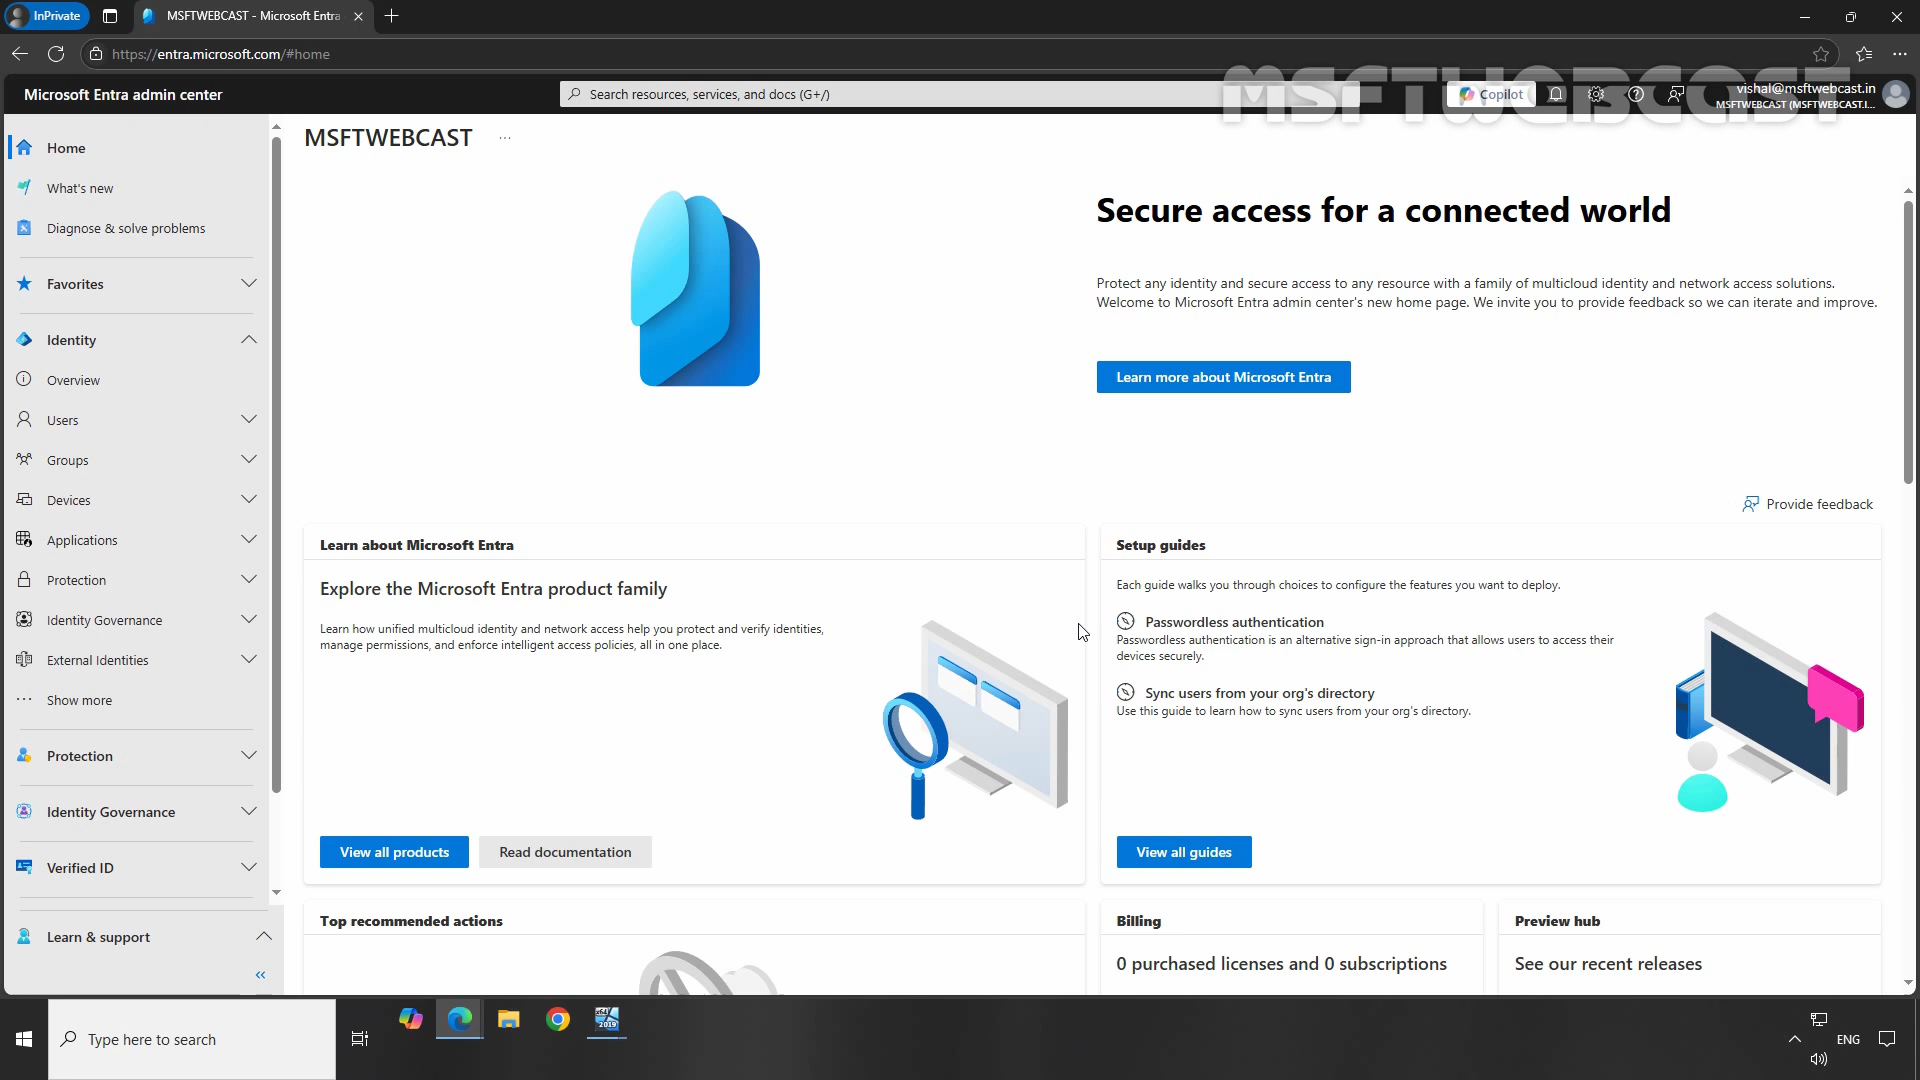 InPrivate
MSFTWEBCAST - Microsoft Entra
https://entra.microsoft.com/#home
Microsoft Entra admin center
Search resources, services, and docs (G+/)
Copilot
MSFTWEBCAST
vishal@msftwebcast.in
MSFTWEBCAST (MSFTWEBCAST.I...
Home
What's new
Diagnose & solve problems
Favorites
Identity
Overview
Users
Groups
Devices
Applications
Protection
Identity Governance
External Identities
Show more
Protection
Identity Governance
Verified ID
Learn & support
MSFTWEBCAST
Secure access for a connected world
Protect any identity and secure access to any resource with a family of multicloud identity and network access solutions.
Welcome to Microsoft Entra admin center's new home page. We invite you to provide feedback so we can iterate and improve.
Learn more about Microsoft Entra
Provide feedback
Learn about Microsoft Entra
Explore the Microsoft Entra product family
Learn how unified multicloud identity and network access help you protect and verify identities,
manage permissions, and enforce intelligent access policies, all in one place.
View all products
Read documentation
Setup guides
Each guide walks you through choices to configure the features you want to deploy.
Passwordless authentication
Passwordless authentication is an alternative sign-in approach that allows users to access their
devices securely.
Sync users from your org's directory
Use this guide to learn how to sync users from your org's directory.
View all guides
Top recommended actions
Billing
0 purchased licenses and 0 subscriptions
Preview hub
See our recent releases
Type here to search
x64
2019
ENG